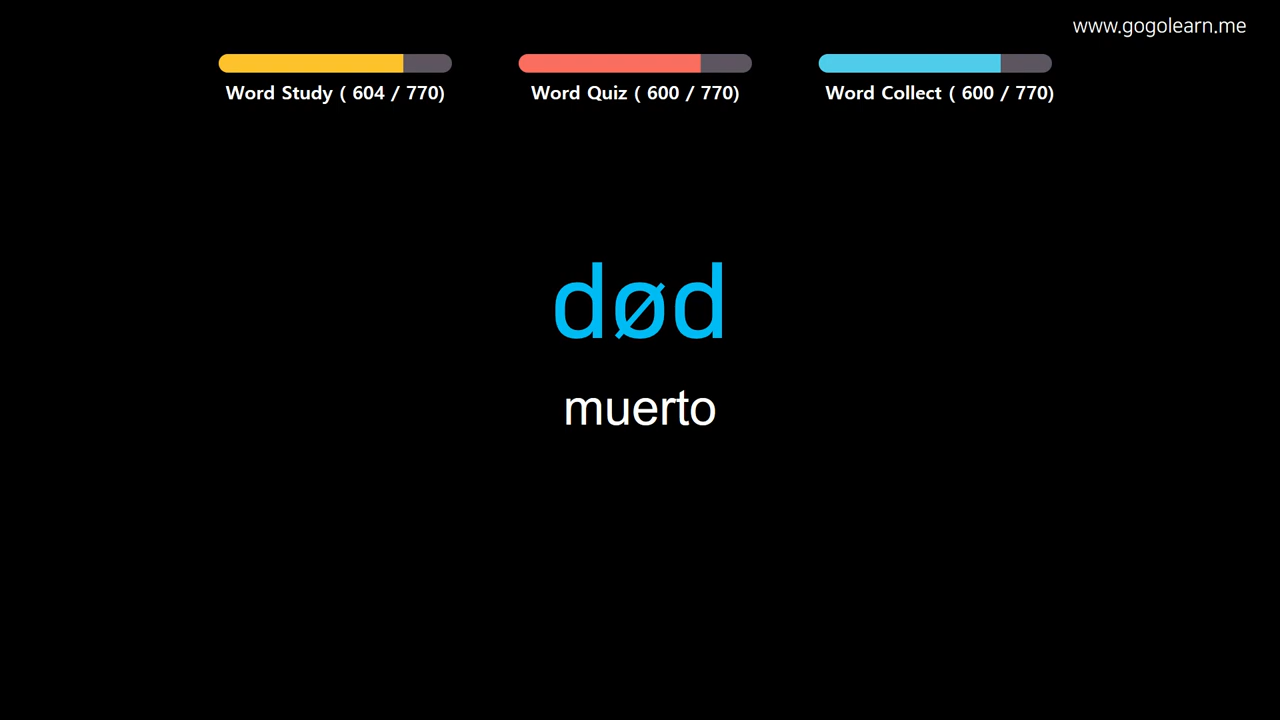 www.gogolearn.me
Word Study ( 604 / 770)
Word Quiz ( 600 / 770)
Word Collect ( 600 / 770)
død
muerto